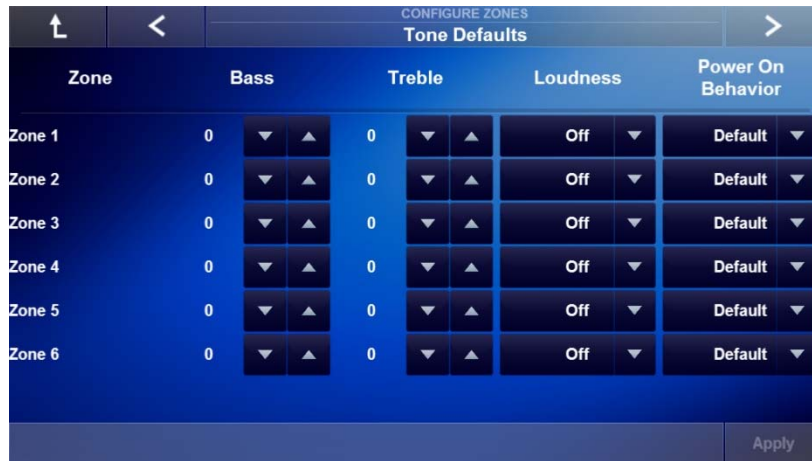 CONFIGURE ZONES
Tone Defaults
Zone Bass Treble Loudness Power On Behavior
Zone 1 0 0 Off Default
Zone 2 0 0 Off Default
Zone 3 0 0 Off Default
Zone 4 0 0 Off Default
Zone 5 0 0 Off Default
Zone 6 0 0 Off Default
Apply